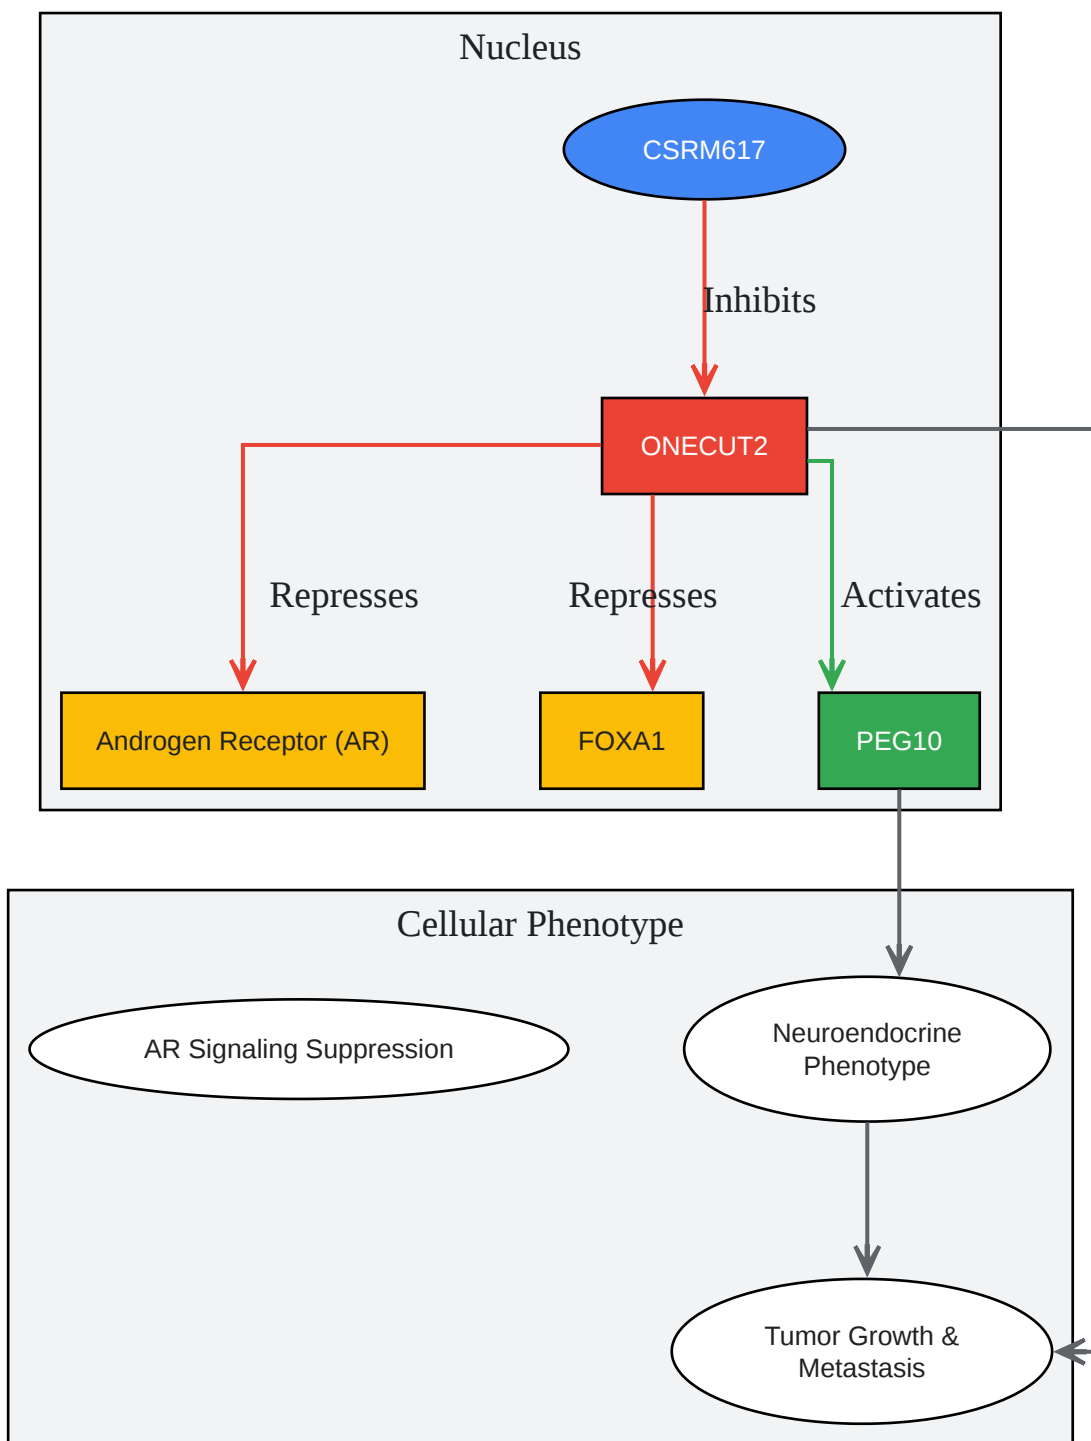 Nucleus
CSRM617
Inhibits
ONECUT2
Represses
Represses
Activates
Androgen Receptor (AR)
FOXA1
PEG10
Cellular Phenotype
AR Signaling Suppression
Neuroendocrine
Phenotype
Tumor Growth &
Metastasis